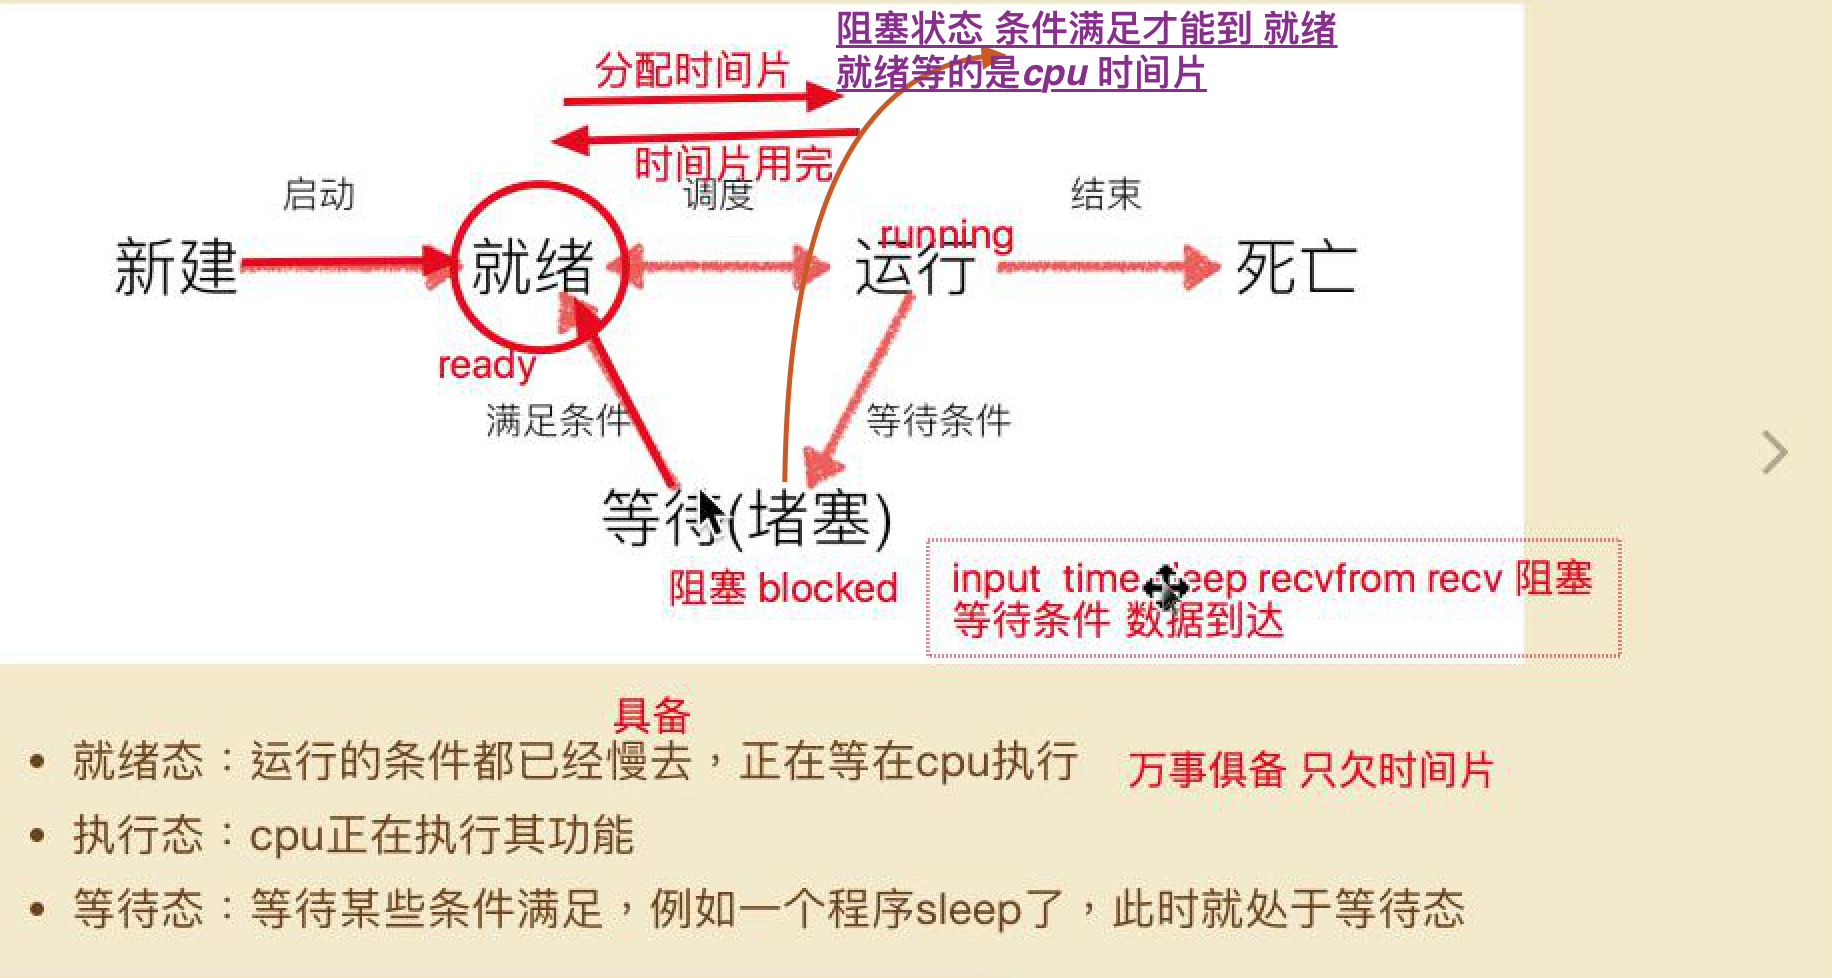 阻塞状态 条件满足才能到 就绪
就绪等的是cpu 时间片
分配时间片
时间片用完
启动
调度
结束
running
新建
就绪
运行
死亡
ready
满足条件
等待条件
等待(堵塞)
阻塞 blocked
input time sleep recvfrom recv 阻塞
等待条件 数据到达
具备
就绪态：运行的条件都已经慢去，正在等在cpu执行
万事俱备 只欠时间片
执行态：cpu正在执行其功能
等待态：等待某些条件满足，例如一个程序sleep了，此时就处于等待态